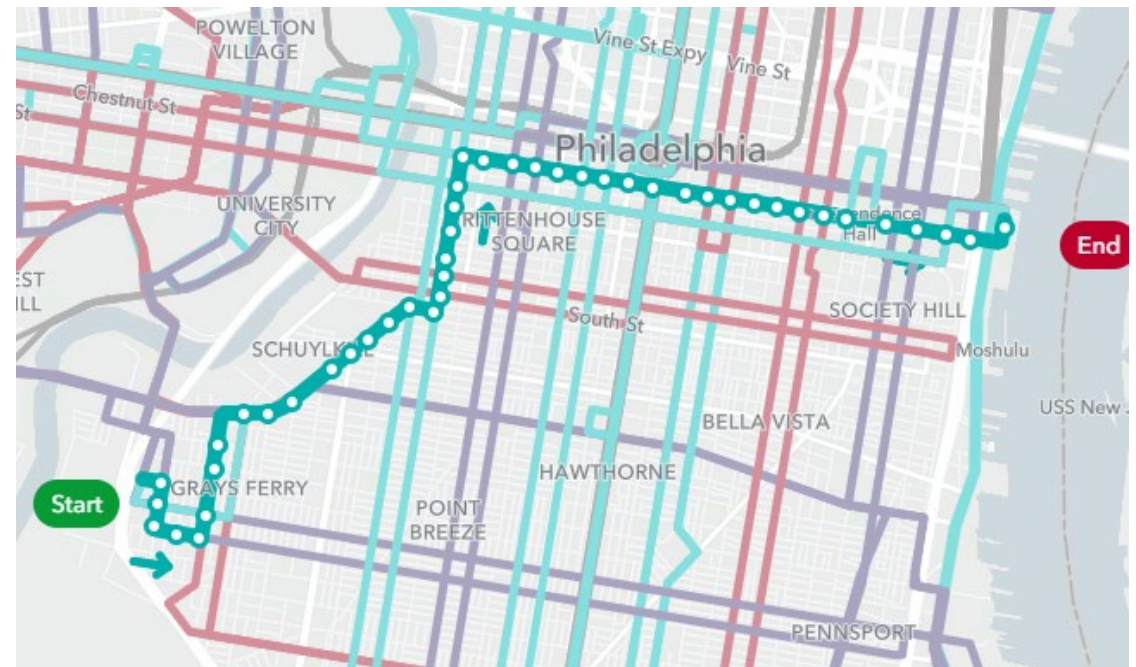 POWELTON
VILLAGE
Vine St Expy
Vine St
Chestnut St
St
Philadelphia
UNIVERSITY
CITY
RITTENHOUSE
SQUARE
Hall
End
SOCIETY HILL
South St
SCHUYLKILL
Moshulu
USS New
BELLA VISTA
HAWTHORNE
GRAYS FERRY
Start
POINT
BREEZE
PENNSPORT